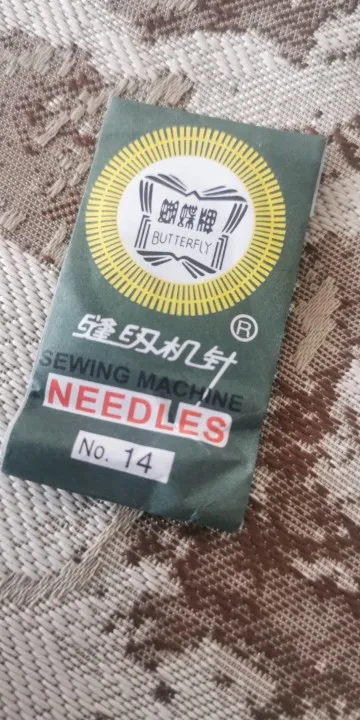 蝴蝶牌
BUTTERFLY
缝纫机针 ®
SEWING MACHINE
NEEDLES
No. 14